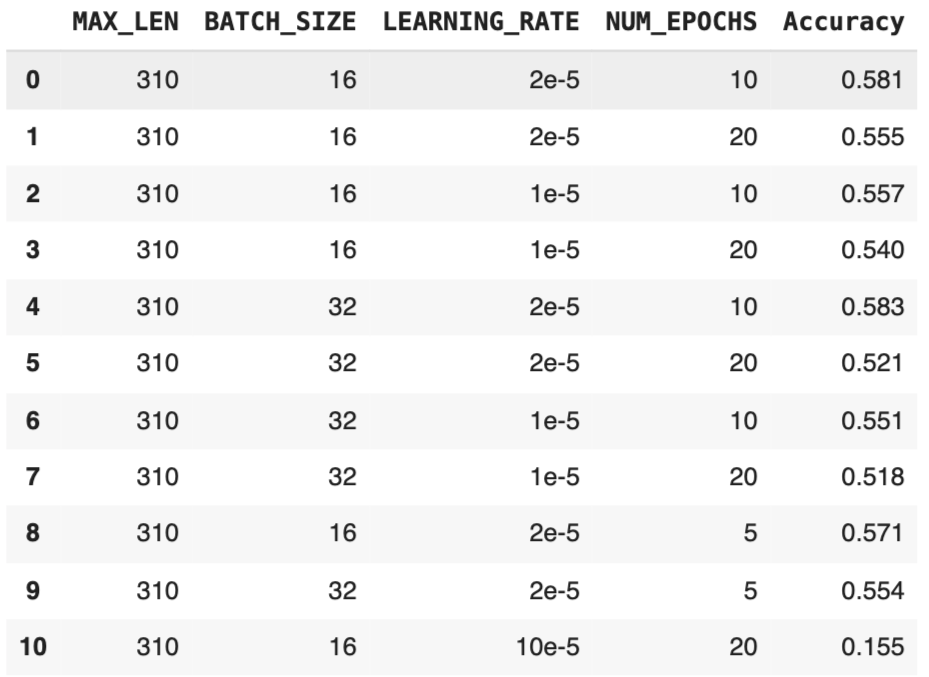 MAX_LEN BATCH_SIZE LEARNING_RATE NUM_EPOCHS Accuracy
0 310 16 2e-5 10 0.581
1 310 16 2e-5 20 0.555
2 310 16 1e-5 10 0.557
3 310 16 1e-5 20 0.540
4 310 32 2e-5 10 0.583
5 310 32 2e-5 20 0.521
6 310 32 1e-5 10 0.551
7 310 32 1e-5 20 0.518
8 310 16 2e-5 5 0.571
9 310 32 2e-5 5 0.554
10 310 16 10e-5 20 0.155